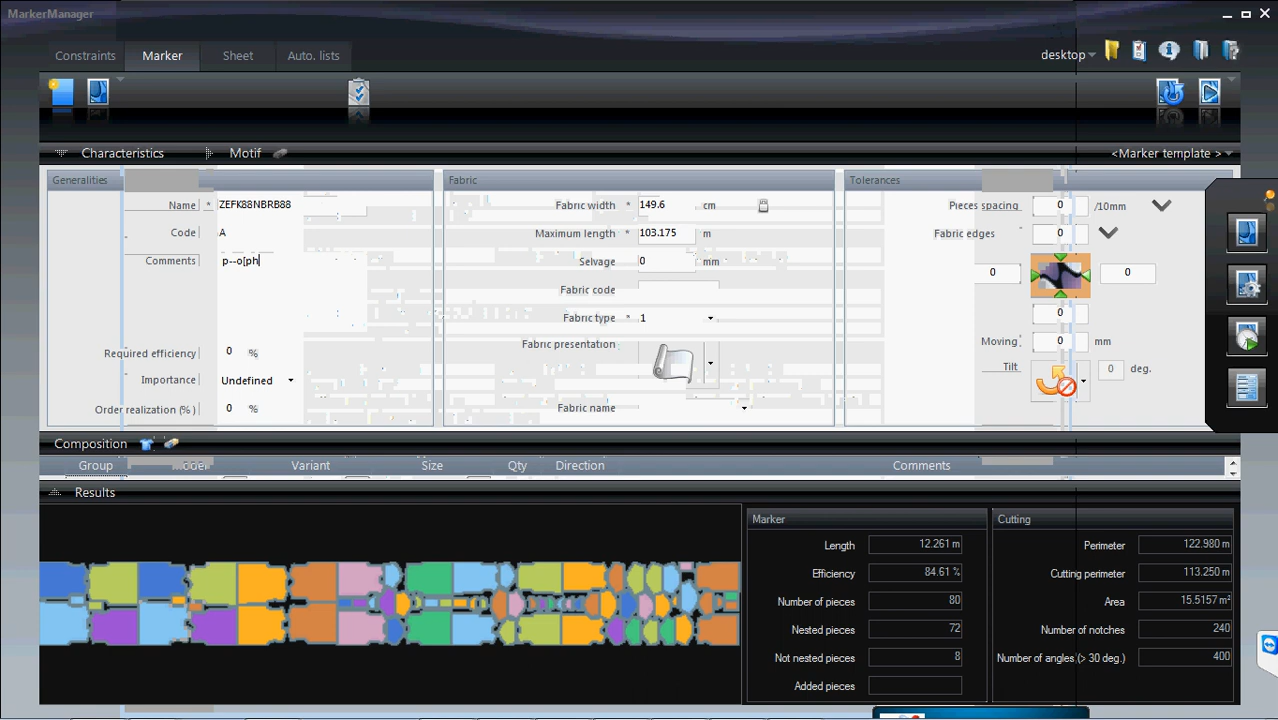 MarkerManager
Constraints Marker Sheet Auto. lists desktop
Characteristics Motif <Marker template >
Generalities
Name * ZEFK88NBRB88
Code A
Comments p--o[ph
Required efficiency 0 %
Importance Undefined
Order realization (%) 0 %
Fabric
Fabric width * 149.6 cm
Maximum length * 103.175 m
Selvage 0 mm
Fabric code
Fabric type * 1
Fabric presentation
Fabric name
Tolerances
Pieces spacing 0 /10mm
Fabric edges 0
0 0
0
Moving 0 mm
Tilt 0 deg.
Composition
Group Model Variant Size Qty Direction Comments
Results
Marker
Length 12.261 m
Efficiency 84.61 %
Number of pieces 80
Nested pieces 72
Not nested pieces 8
Added pieces
Cutting
Perimeter 122.980 m
Cutting perimeter 113.250 m
Area 15.5157 m²
Number of notches 240
Number of angles (> 30 deg.) 400